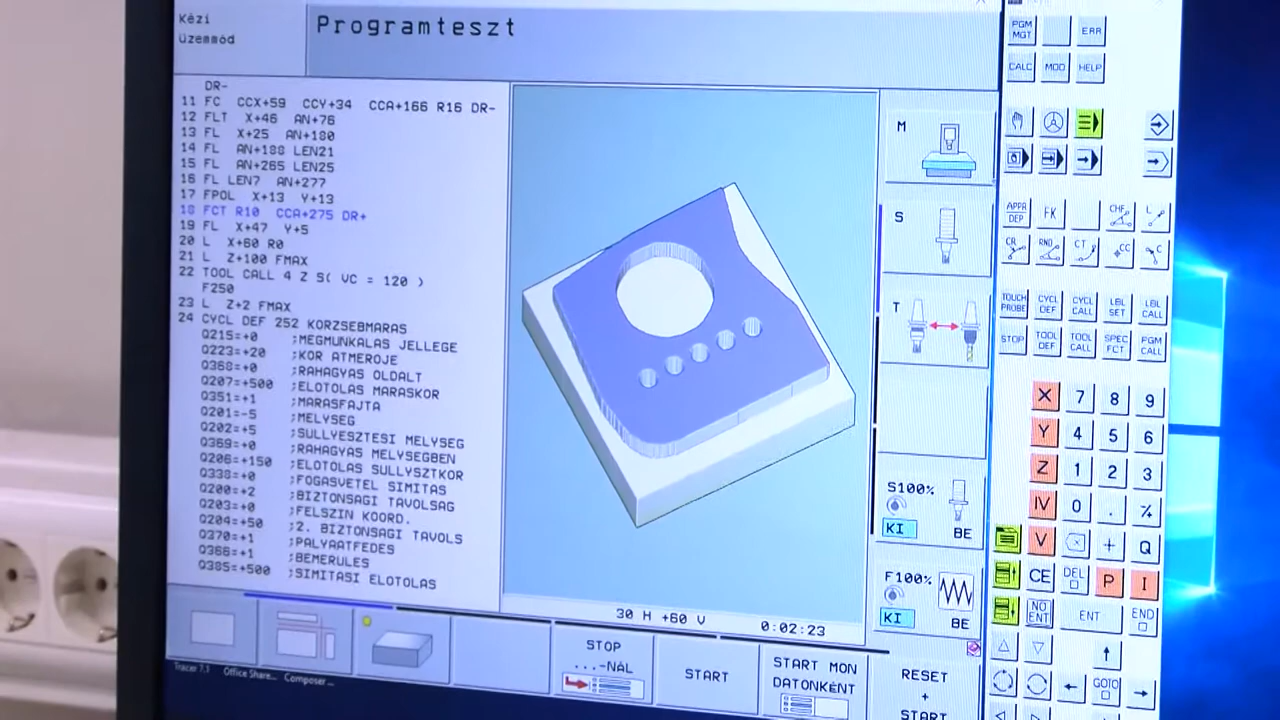 Kézi
üzemmód
Programteszt
DR-
11 FC CCX+59 CCY+34 CCA+166 R16 DR-
12 FLT X+46 AN+76
13 FL X+25 AN+180
14 FL AN+188 LEN21
15 FL AN+265 LEN25
16 FL LEN7 AN+277
17 FPOL X+13 Y+13
18 FCT R10 CCA+275 DR+
19 FL X+47 Y+5
20 L X+60 R0
21 L Z+100 FMAX
22 TOOL CALL 4 Z S( VC = 120 )
F250
23 L Z+2 FMAX
24 CYCL DEF 252 KORZSEBMARAS
Q215=+0 ;MEGMUNKALAS JELLEGE
Q223=+20 ;KOR ATMEROJE
Q368=+0 ;RAHAGYAS OLDALT
Q207=+500 ;ELOTOLAS MARASKOR
Q351=+1 ;MARASFAJTA
Q201=-5 ;MELYSEG
Q202=+5 ;SULLYESZTESI MELYSEG
Q369=+0 ;RAHAGYAS MELYSEGBEN
Q206=+150 ;ELOTOLAS SULLYSZTKOR
Q338=+0 ;FOGASVETEL SIMITAS
Q200=+2 ;BIZTONSAGI TAVOLSAG
Q203=+0 ;FELSZIN KOORD.
Q204=+50 ;2. BIZTONSAGI TAVOLS
Q370=+1 ;PALYAATFEDES
Q366=+1 ;BEMERULES
Q385=+500 ;SIMITASI ELOTOLAS
30 H +60 V 0:02:23
M
S
T
S100%
KI BE
F100%
KI BE
STOP
...-NÁL
START
START MON
DATONKÉNT
RESET
+
START
Tracer 7.1 Office Share... Composer ...
PGM
MGT
ERR
CALC MOD HELP
APPR
DEP
FK
CHF
L
CR
RND
CT
CC
C
TOUCH
PROBE
CYCL
DEF
CYCL
CALL
LBL
SET
LBL
CALL
STOP
TOOL
DEF
TOOL
CALL
SPEC
FCT
PGM
CALL
X 7 8 9
Y 4 5 6
Z 1 2 3
IV 0 .
V Q
CE
DEL
P I
NO
ENT
ENT
END
GOTO